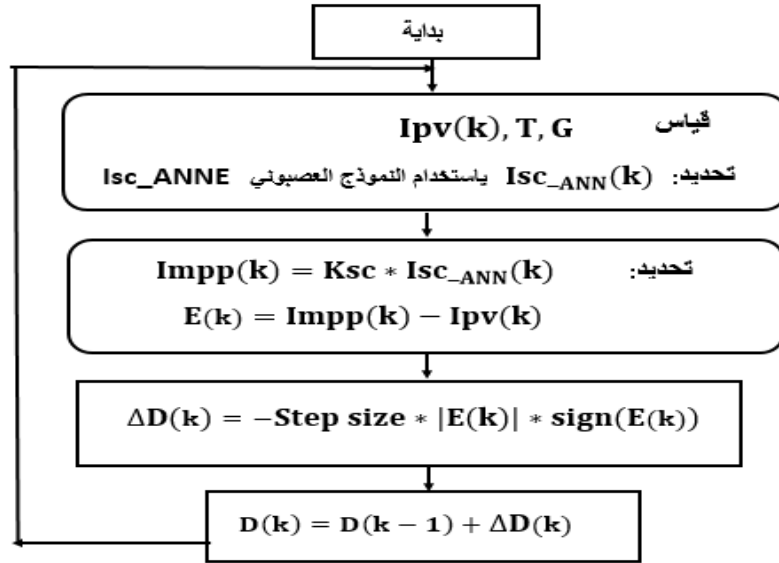 بداية
قياس Ipv(k), T, G
تحديد: Isc_ANN(k) ياستخدام النموذج العصبوني Isc_ANNE
تحديد: Impp(k) = Ksc * Isc_ANN(k)
E(k) = Impp(k) − Ipv(k)
ΔD(k) = −Step size * |E(k)| * sign(E(k))
D(k) = D(k − 1) + ΔD(k)